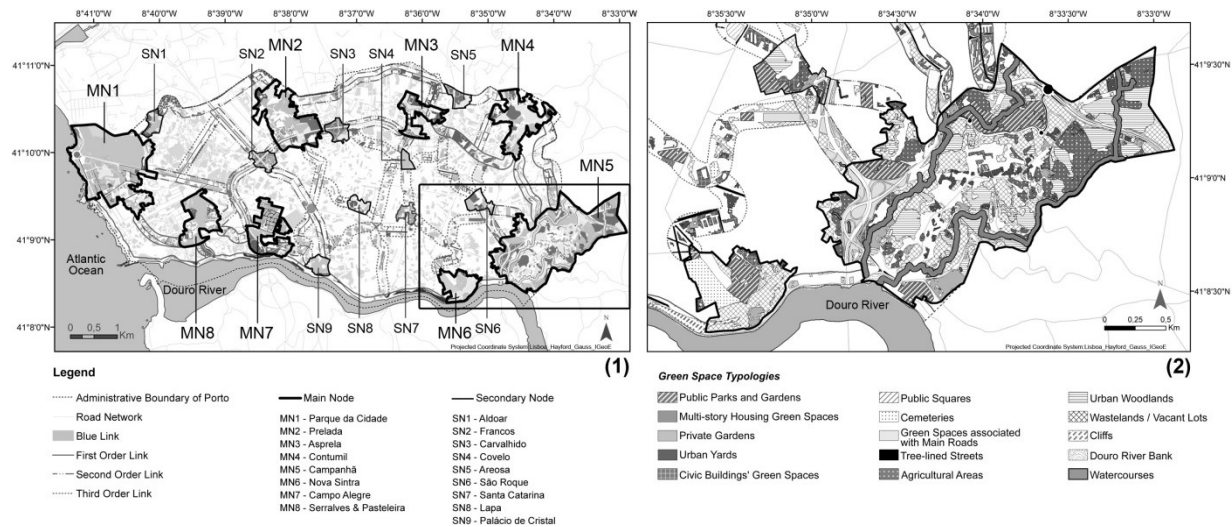 8°41'0"W 8°40'0"W 8°39'0"W 8°38'0"W 8°37'0"W 8°36'0"W 8°35'0"W 8°34'0"W 8°33'0"W
8°35'30"W 8°35'0"W 8°34'30"W 8°34'0"W 8°33'30"W 8°33'0"W
41°11'0"N
41°10'0"N
41°9'0"N
41°8'0"N
SN1
SN2
MN2
SN3
SN4
MN3
SN5
MN4
MN1
MN5
Atlantic
Ocean
Douro River
MN8
MN7
SN9
SN8
SN7
MN6
SN6
0 0.5 1
Km
N
Projected Coordinate System:Lisboa_Hayford_Gauss_IGeoE
(1)
41°9'30"N
41°9'0"N
41°8'30"N
Douro River
N
0 0.25 0.5
Km
Projected Coordinate System:Lisboa_Hayford_Gauss_IGeoE
(2)
Legend
Administrative Boundary of Porto
Road Network
Blue Link
First Order Link
Second Order Link
Third Order Link
Main Node
MN1 - Parque da Cidade
MN2 - Prelada
MN3 - Asprela
MN4 - Contumil
MN5 - Campanhã
MN6 - Nova Sintra
MN7 - Campo Alegre
MN8 - Serralves & Pasteleira
Secondary Node
SN1 - Aldoar
SN2 - Francos
SN3 - Carvalhido
SN4 - Covelo
SN5 - Areosa
SN6 - São Roque
SN7 - Santa Catarina
SN8 - Lapa
SN9 - Palácio de Cristal
Green Space Typologies
Public Parks and Gardens
Multi-story Housing Green Spaces
Private Gardens
Urban Yards
Civic Buildings' Green Spaces
Public Squares
Cemeteries
Green Spaces associated
with Main Roads
Tree-lined Streets
Agricultural Areas
Urban Woodlands
Wastelands / Vacant Lots
Cliffs
Douro River Bank
Watercourses